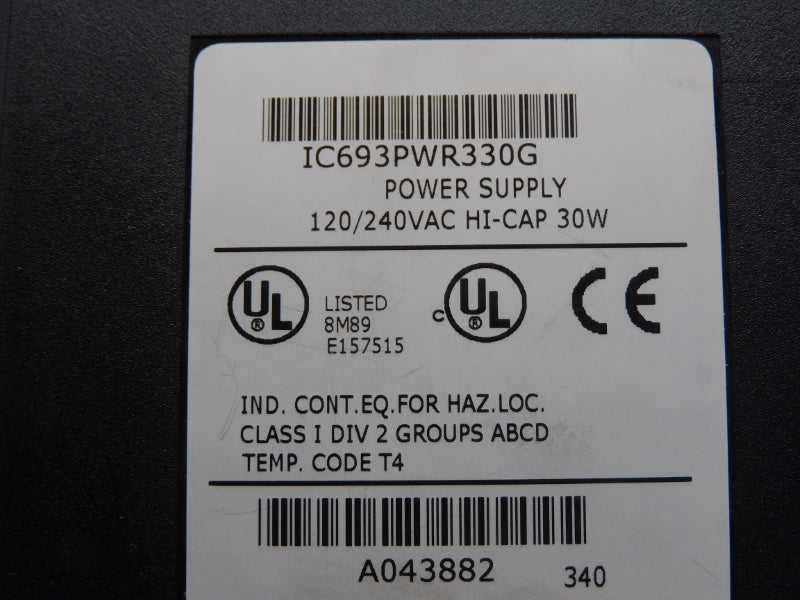 IC693PWR330G
POWER SUPPLY
120/240VAC HI-CAP 30W
UL ® LISTED
8M89
E157515
c UL ®
CE
IND. CONT.EQ.FOR HAZ.LOC.
CLASS I DIV 2 GROUPS ABCD
TEMP. CODE T4
A043882 340